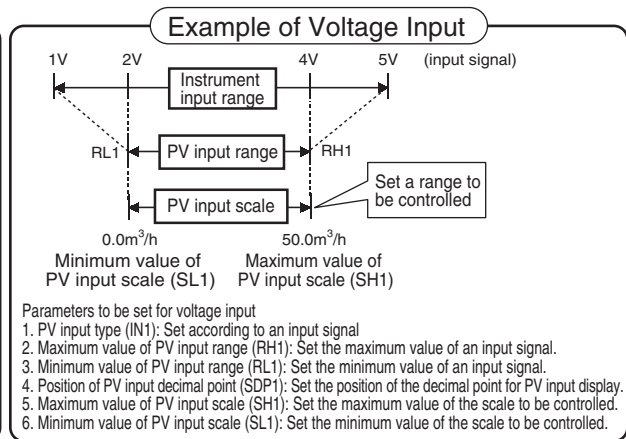 Example of Voltage Input
1V 2V 4V 5V (input signal)
Instrument
input range
RL1 PV input range RH1
PV input scale
Set a range to
be controlled
0.0m³/h 50.0m³/h
Minimum value of Maximum value of
PV input scale (SL1) PV input scale (SH1)
Parameters to be set for voltage input
1. PV input type (IN1): Set according to an input signal
2. Maximum value of PV input range (RH1): Set the maximum value of an input signal.
3. Minimum value of PV input range (RL1): Set the minimum value of an input signal.
4. Position of PV input decimal point (SDP1): Set the position of the decimal point for PV input display.
5. Maximum value of PV input scale (SH1): Set the maximum value of the scale to be controlled.
6. Minimum value of PV input scale (SL1): Set the minimum value of the scale to be controlled.